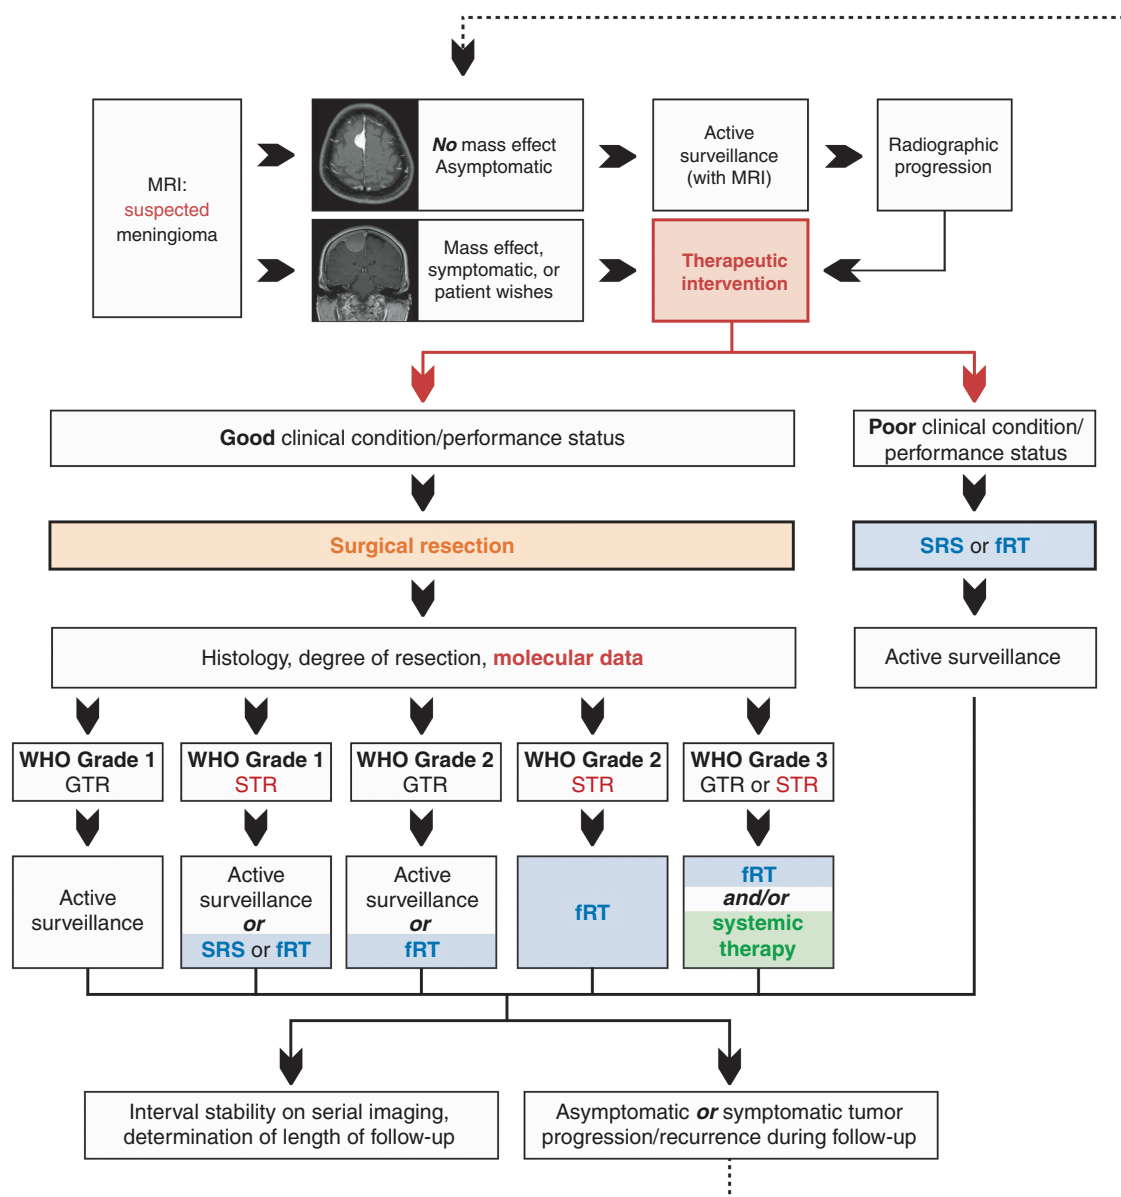 MRI:
suspected
meningioma
No mass effect
Asymptomatic
Active
surveillance
(with MRI)
Radiographic
progression
Mass effect,
symptomatic, or
patient wishes
Therapeutic
intervention
Good clinical condition/performance status
Poor clinical condition/
performance status
Surgical resection
SRS or fRT
Histology, degree of resection, molecular data
Active surveillance
WHO Grade 1
GTR
WHO Grade 1
STR
WHO Grade 2
GTR
WHO Grade 2
STR
WHO Grade 3
GTR or STR
Active
surveillance
Active
surveillance
or
SRS or fRT
Active
surveillance
or
fRT
fRT
fRT
and/or
systemic
therapy
Interval stability on serial imaging,
determination of length of follow-up
Asymptomatic or symptomatic tumor
progression/recurrence during follow-up